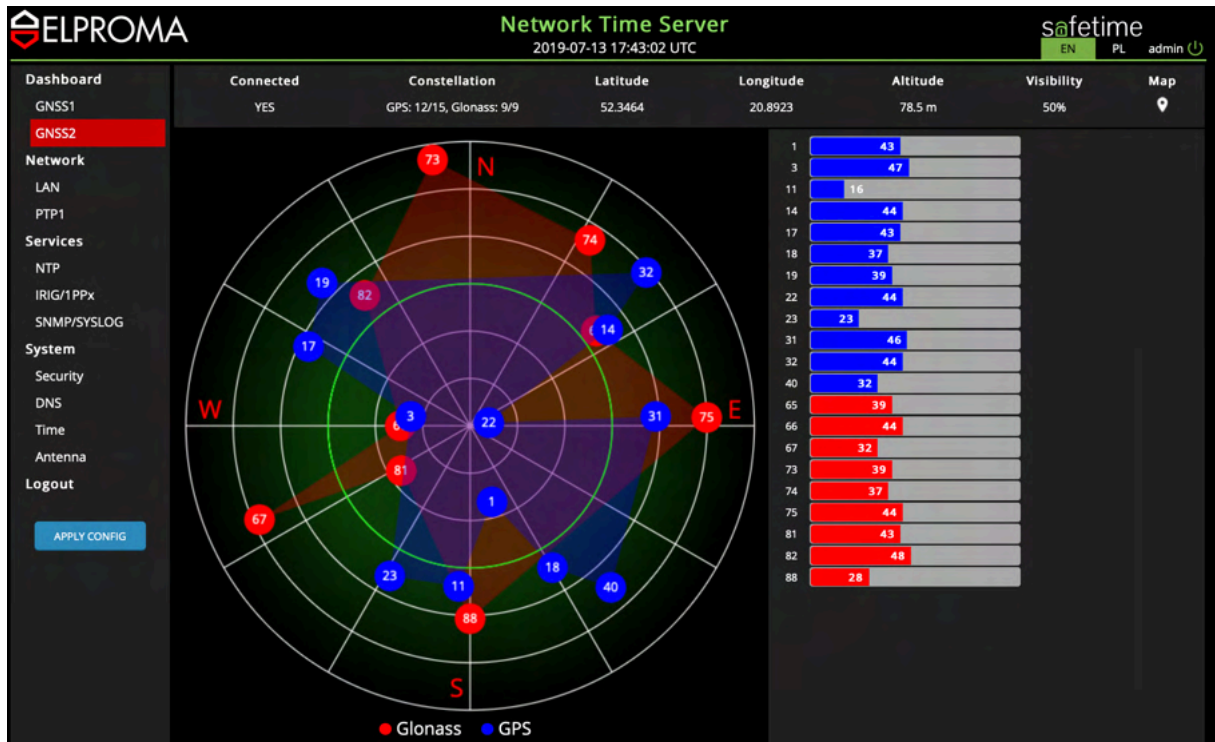 ELPROMA
Network Time Server
2019-07-13 17:43:02 UTC
safetime
EN PL admin
Dashboard
GNSS1
GNSS2
Network
LAN
PTP1
Services
NTP
IRIG/1PPx
SNMP/SYSLOG
System
Security
DNS
Time
Antenna
Logout
APPLY CONFIG
Connected Constellation Latitude Longitude Altitude Visibility Map
YES GPS: 12/15, Glonass: 9/9 52.3464 20.8923 78.5 m 50%
73
N
74
32
19
82
14
17
W
3
22
31
75
E
81
1
67
18
23
11
40
88
S
Glonass GPS
1 43
3 47
11 16
14 44
17 43
18 37
19 39
22 44
23 23
31 46
32 44
40 32
65 39
66 44
67 32
73 39
74 37
75 44
81 43
82 48
88 28